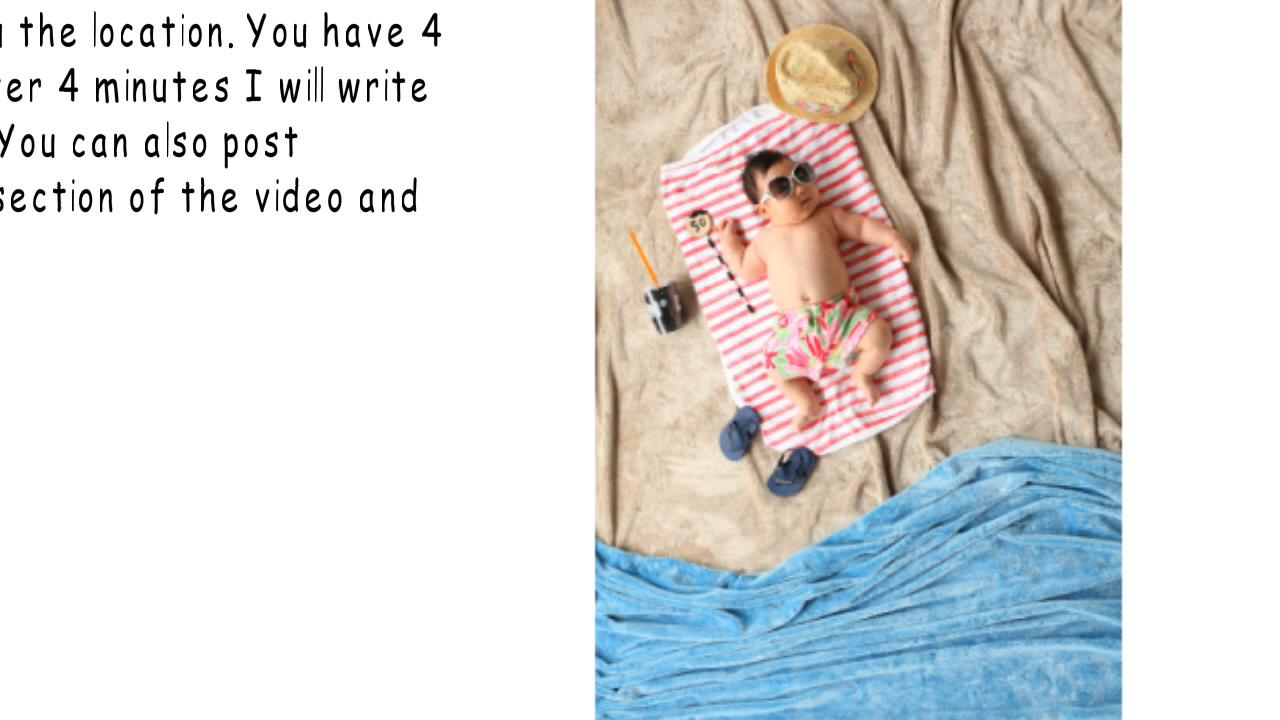 the location. You have 4
er 4 minutes I will write
You can also post
section of the video and
50